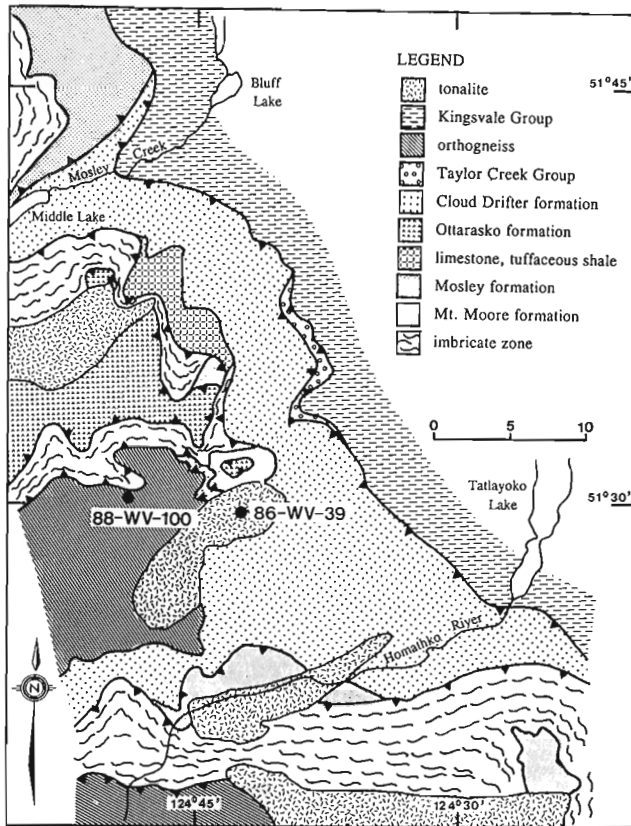 LEGEND
tonalite
Kingsvale Group
orthogneiss
Taylor Creek Group
Cloud Drifter formation
Ottarasko formation
limestone, tuffaceous shale
Mosley formation
Mt. Moore formation
imbricate zone
51°45'
Bluff
Lake
Mosley Creek
Middle Lake
0 5 10
Tatlayoko
Lake
51°30'
88-WV-100
86-WV-39
Homathko River
N
124°45'
124°30'